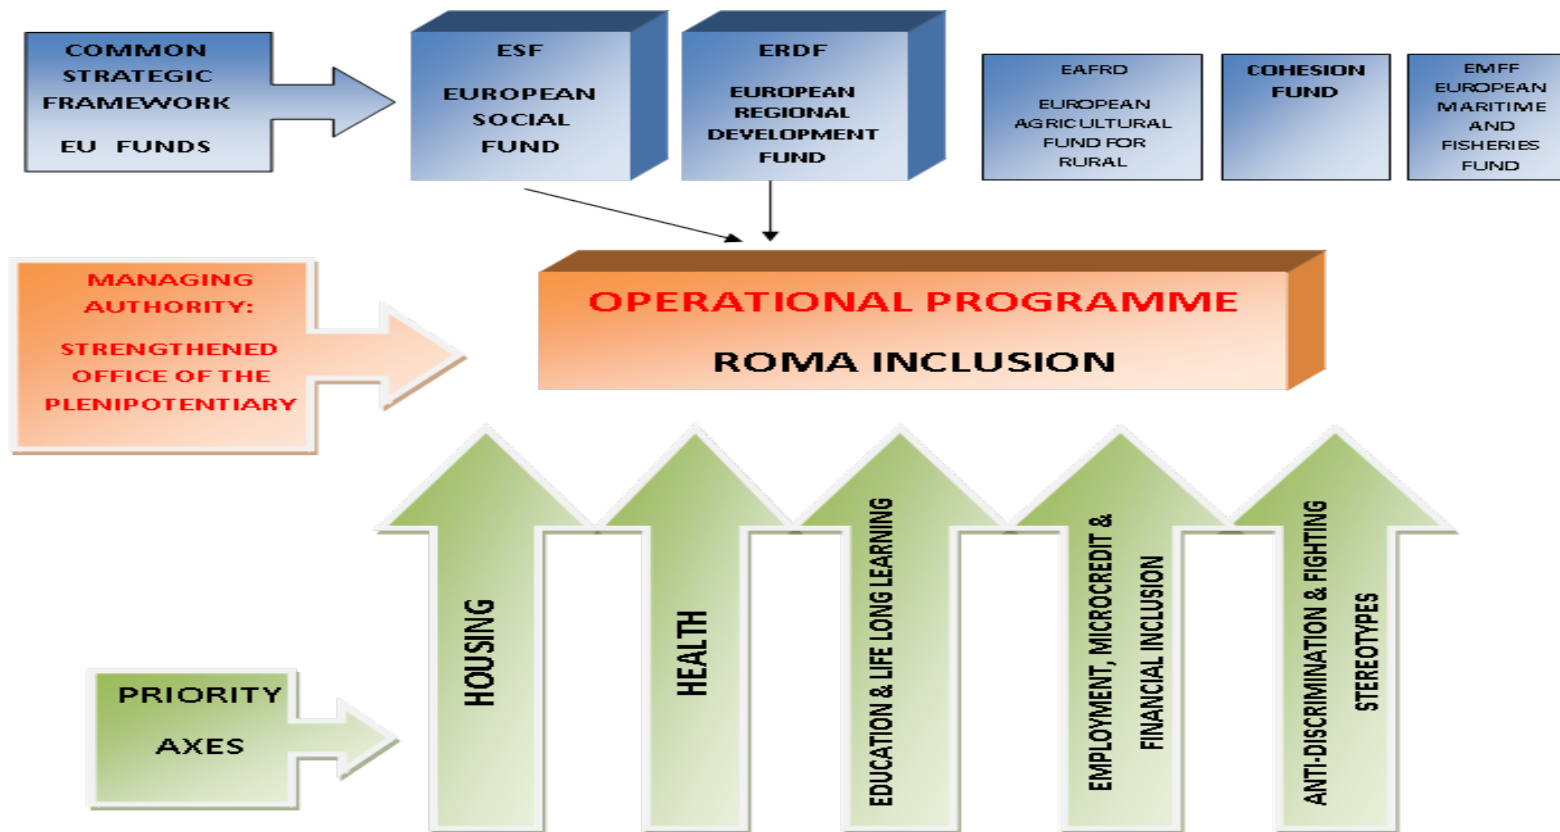 COMMON
STRATEGIC
FRAMEWORK
EU FUNDS
ESF
EUROPEAN
SOCIAL
FUND
ERDF
EUROPEAN
REGIONAL
DEVELOPMENT
FUND
EAFRD
EUROPEAN
AGRICULTURAL
FUND FOR
RURAL
COHESION
FUND
EMFF
EUROPEAN
MARITIME
AND
FISHERIES
FUND
MANAGING
AUTHORITY:
STRENGTHENED
OFFICE OF THE
PLENIPOTENTIARY
OPERATIONAL PROGRAMME
ROMA INCLUSION
PRIORITY
AXES
HOUSING
HEALTH
EDUCATION & LIFE LONG LEARNING
EMPLOYMENT, MICROCREDIT &
FINANCIAL INCLUSION
ANTI-DISCRIMINATION & FIGHTING
STEREOTYPES